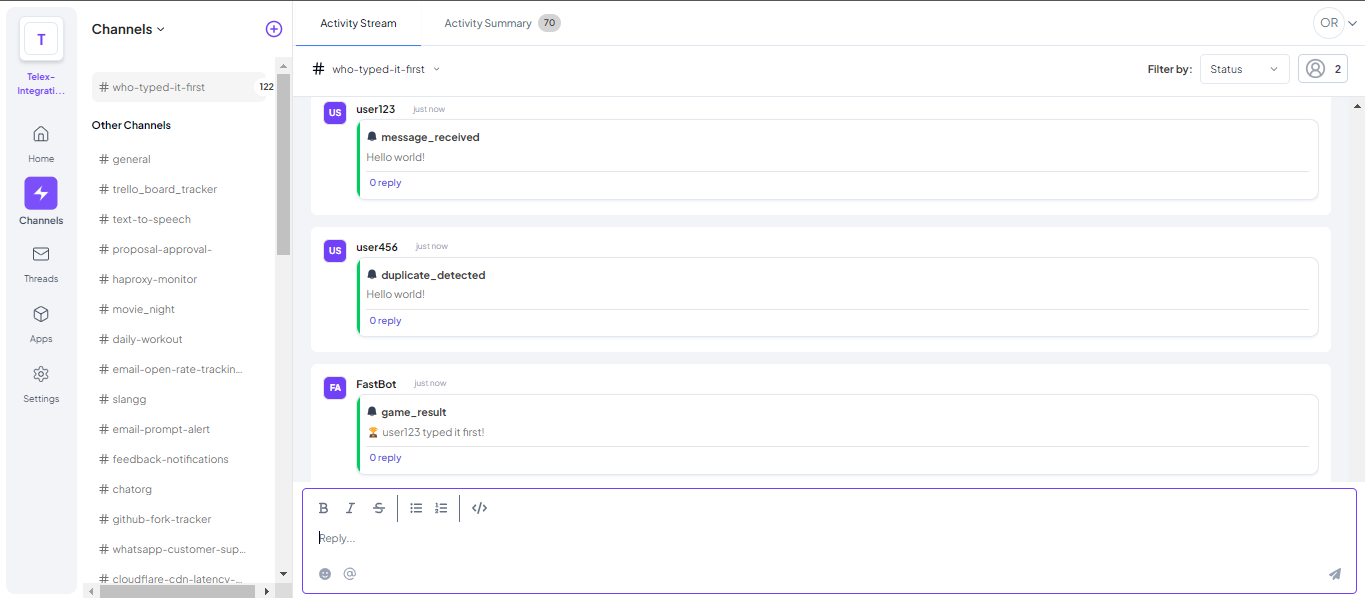 T
Telex-
Integrati...
Home
Channels
Threads
Apps
Settings
Channels
# who-typed-it-first 122
Other Channels
# general
# trello_board_tracker
# text-to-speech
# proposal-approval-
# haproxy-monitor
# movie_night
# daily-workout
# email-open-rate-trackin...
# slangg
# email-prompt-alert
# feedback-notifications
# chatorg
# github-fork-tracker
# whatsapp-customer-sup...
# cloudflare-cdn-latency-...
Activity Stream Activity Summary 70
OR
# who-typed-it-first
Filter by: Status 2
US user123 just now
message_received
Hello world!
0 reply
US user456 just now
duplicate_detected
Hello world!
0 reply
FA FastBot just now
game_result
🏆 user123 typed it first!
0 reply
B I S </>
Reply...
@